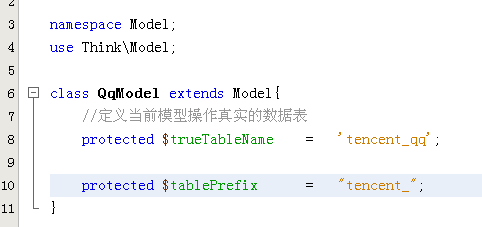 3 namespace Model;
4 use Think\Model;
5
6 class QqModel extends Model{
7 //定义当前模型操作真实的数据表
8 protected $trueTableName = 'tencent_qq';
9
10 protected $tablePrefix = "tencent_";
11 }